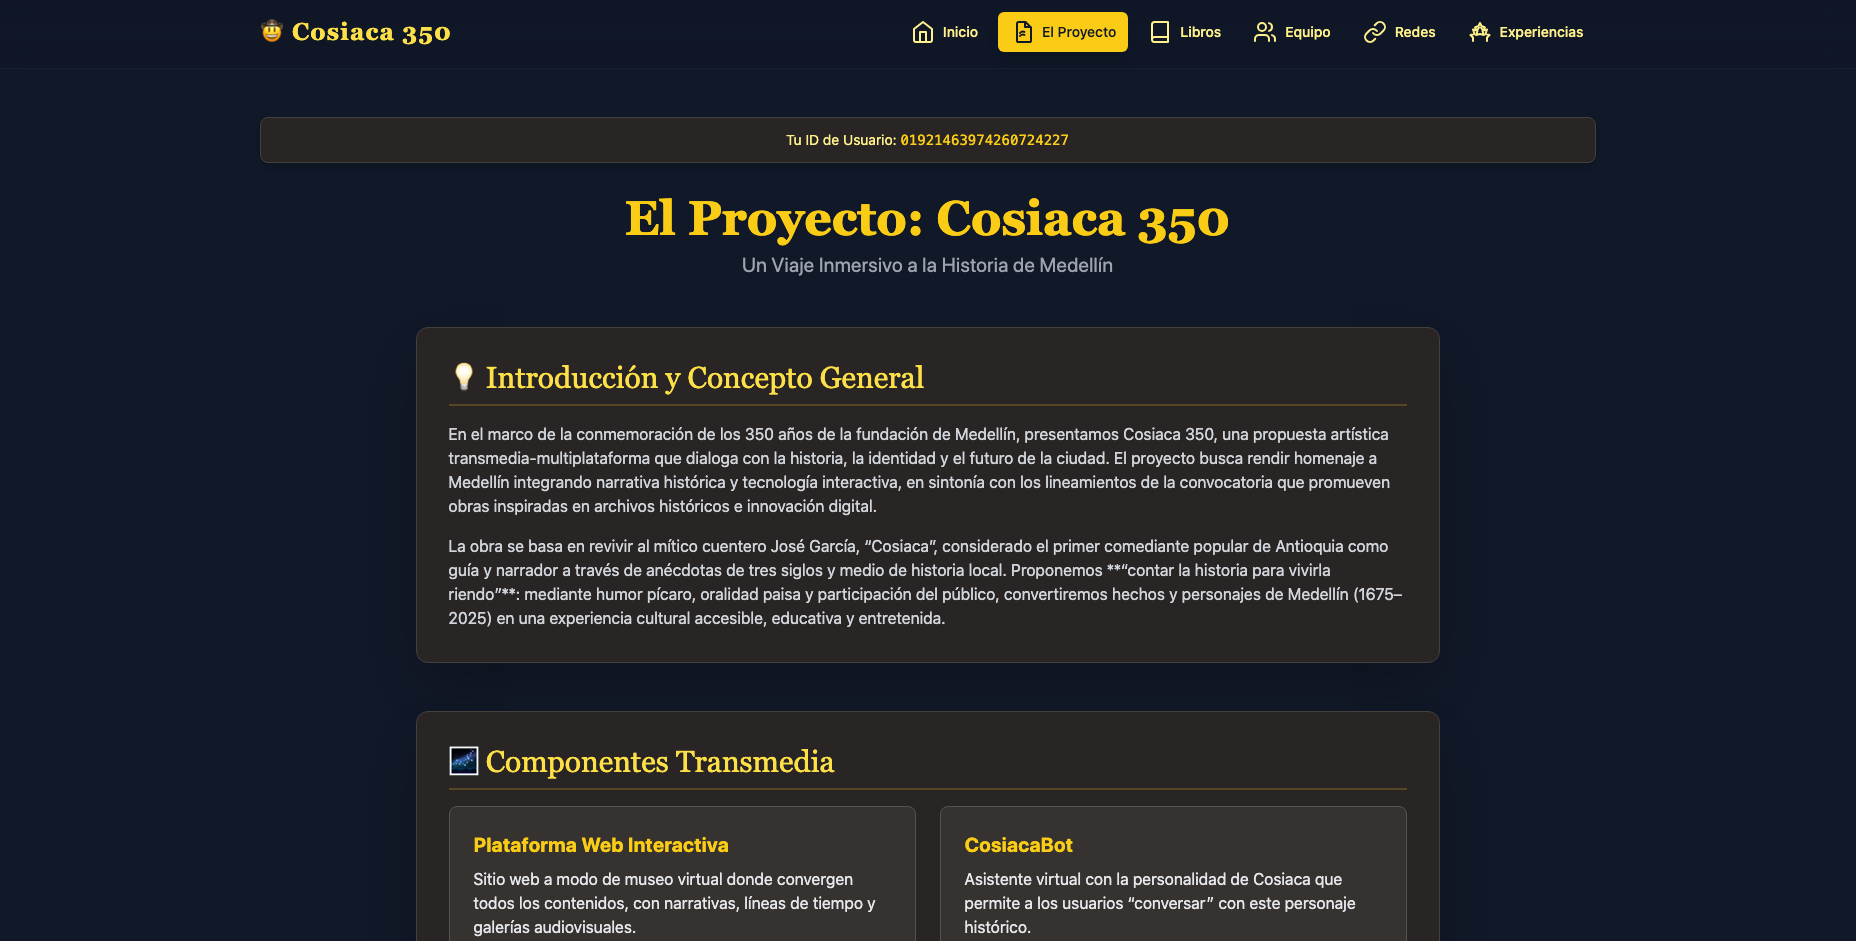 Cosiaca 350
Inicio
El Proyecto
Libros
Equipo
Redes
Experiencias
Tu ID de Usuario: 01921463974260724227
El Proyecto: Cosiaca 350
Un Viaje Inmersivo a la Historia de Medellín
Introducción y Concepto General
En el marco de la conmemoración de los 350 años de la fundación de Medellín, presentamos Cosiaca 350, una propuesta artística
transmedia-multiplataforma que dialoga con la historia, la identidad y el futuro de la ciudad. El proyecto busca rendir homenaje a
Medellín integrando narrativa histórica y tecnología interactiva, en sintonía con los lineamientos de la convocatoria que promueven
obras inspiradas en archivos históricos e innovación digital.
La obra se basa en revivir al mítico cuentero José García, “Cosiaca”, considerado el primer comediante popular de Antioquia como
guía y narrador a través de anécdotas de tres siglos y medio de historia local. Proponemos **“contar la historia para vivirla
riendo”**: mediante humor pícaro, oralidad paisa y participación del público, convertiremos hechos y personajes de Medellín (1675–
2025) en una experiencia cultural accesible, educativa y entretenida.
Componentes Transmedia
Plataforma Web Interactiva
Sitio web a modo de museo virtual donde convergen
todos los contenidos, con narrativas, líneas de tiempo y
galerías audiovisuales.
CosiacaBot
Asistente virtual con la personalidad de Cosiaca que
permite a los usuarios “conversar” con este personaje
histórico.